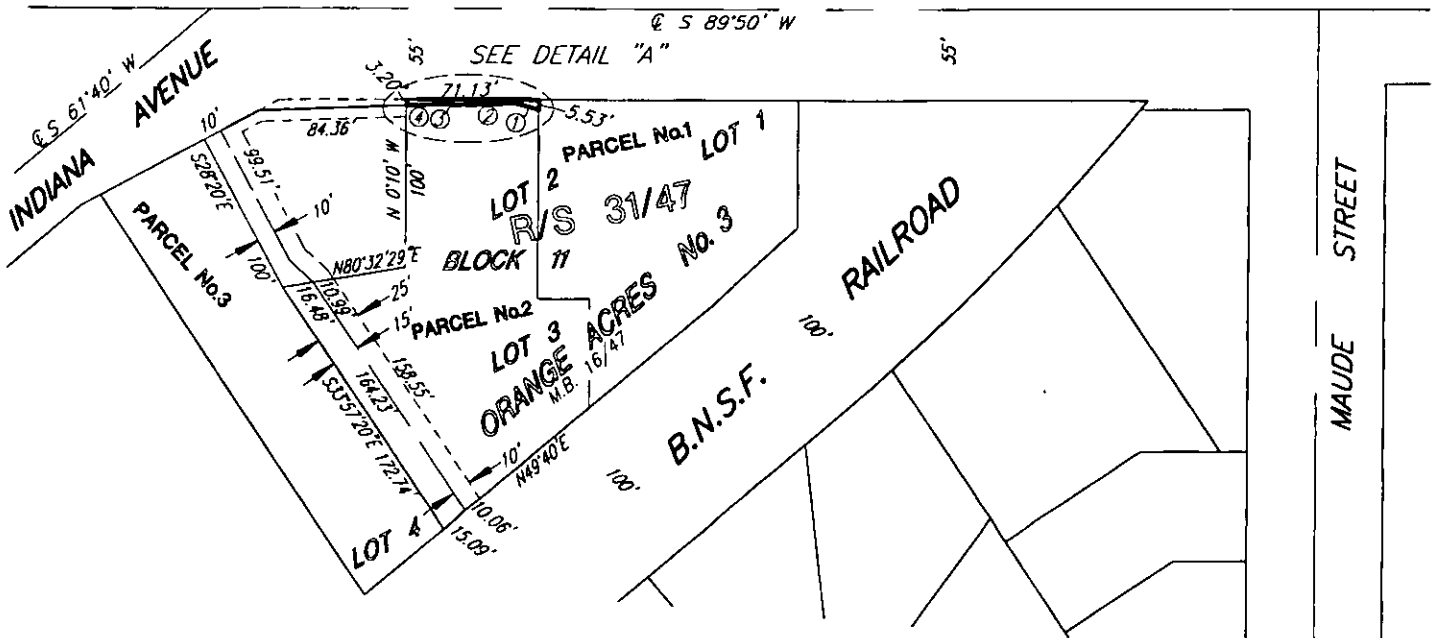 ℄ S 89°50' W
℄ S 61°40' W
INDIANA AVENUE
55'
SEE DETAIL "A"
55'
3.20'
71.13'
10'
84.36'
④ ③ ② ①
5.53'
99.51'
S28°20'E
N 0°10' W
100'
LOT 2
PARCEL No.1
LOT 1
R/S 31/47
10'
PARCEL No.3
N80°32'29"E
BLOCK 11
100'
16.48'
10.99'
25'
15'
PARCEL No.2
LOT 3
ORANGE ACRES No. 3
M.B. 16/47
158.55'
164.23'
S33°57'20"E 172.74'
10'
N49°40'E
10.06'
15.09'
LOT 4
B.N.S.F. RAILROAD
100'
100'
MAUDE STREET